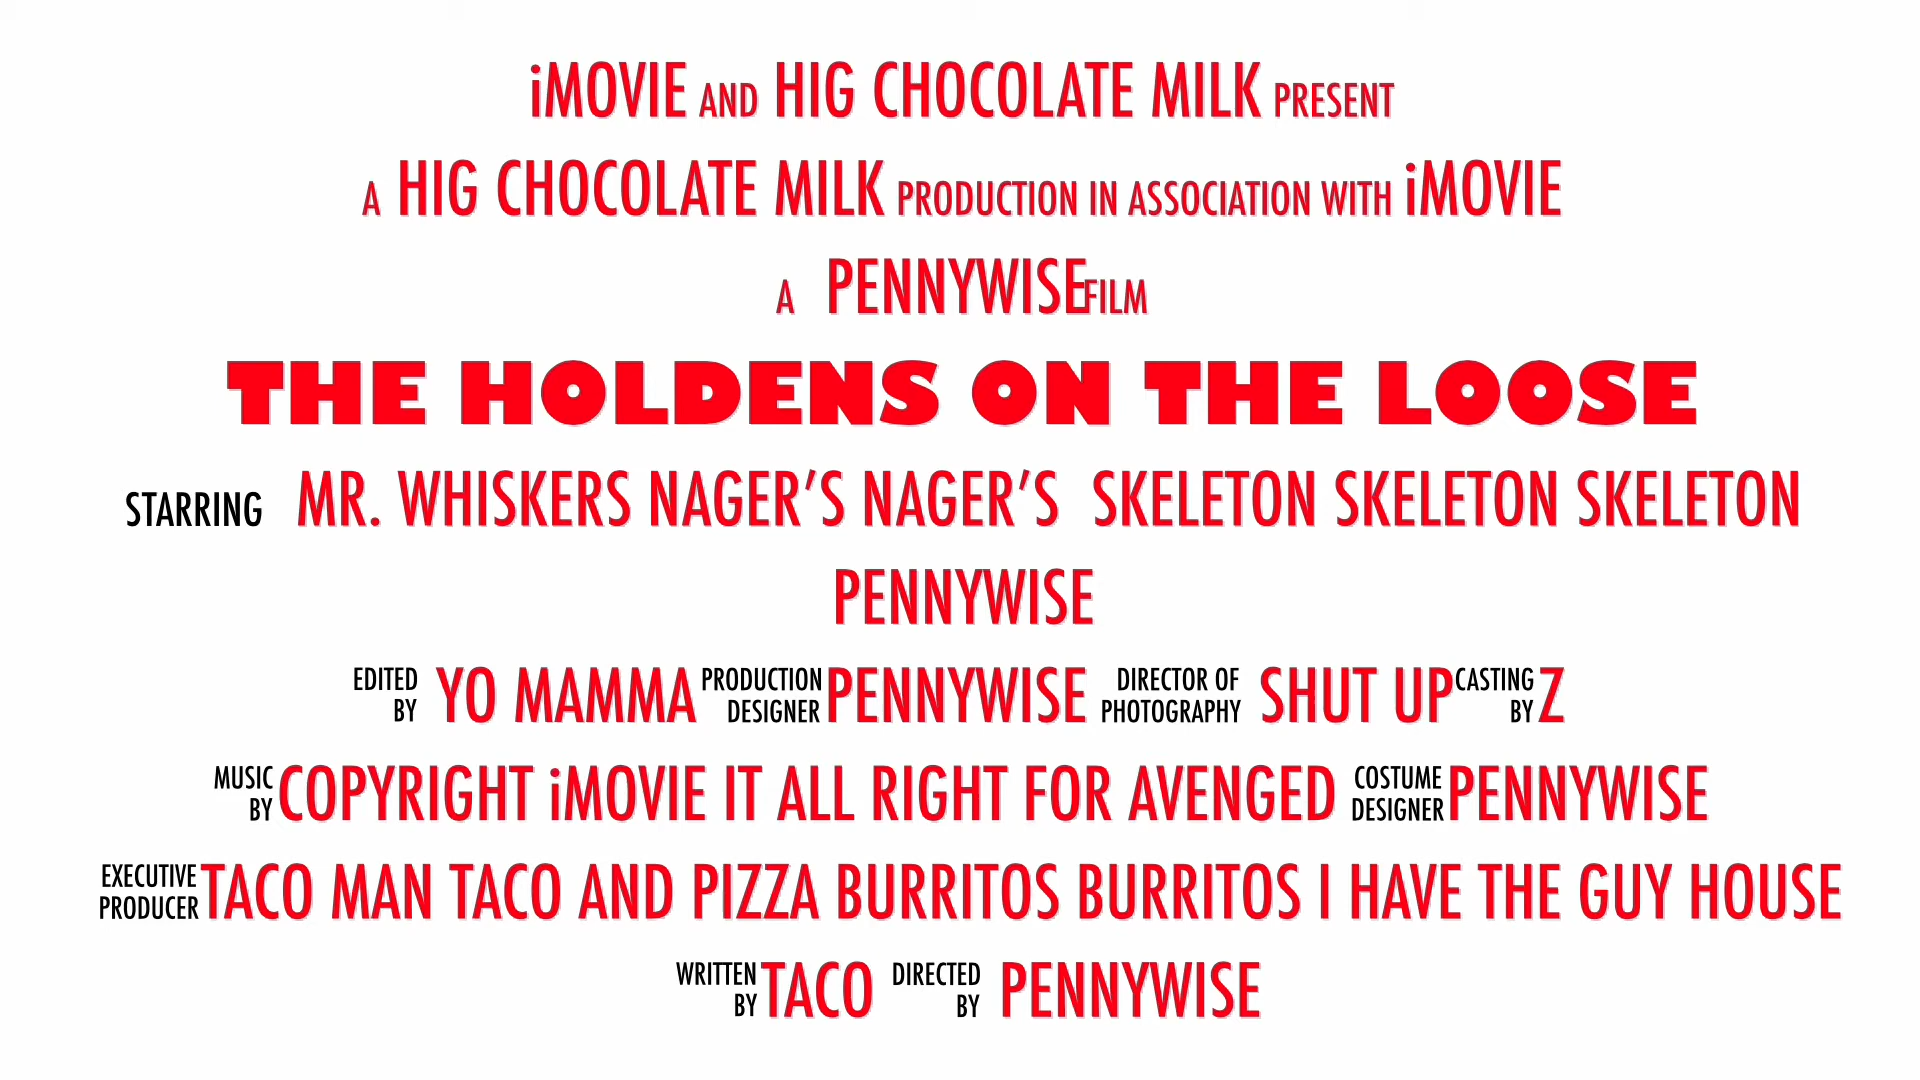 iMOVIE AND HIG CHOCOLATE MILK PRESENT
A HIG CHOCOLATE MILK PRODUCTION IN ASSOCIATION WITH iMOVIE
A PENNYWISE FILM
THE HOLDENS ON THE LOOSE
STARRING MR. WHISKERS NAGER’S NAGER’S SKELETON SKELETON SKELETON
PENNYWISE
EDITED BY YO MAMMA PRODUCTION DESIGNER PENNYWISE DIRECTOR OF PHOTOGRAPHY SHUT UP CASTING BY Z
MUSIC BY COPYRIGHT iMOVIE IT ALL RIGHT FOR AVENGED COSTUME DESIGNER PENNYWISE
EXECUTIVE PRODUCER TACO MAN TACO AND PIZZA BURRITOS BURRITOS I HAVE THE GUY HOUSE
WRITTEN BY TACO DIRECTED BY PENNYWISE